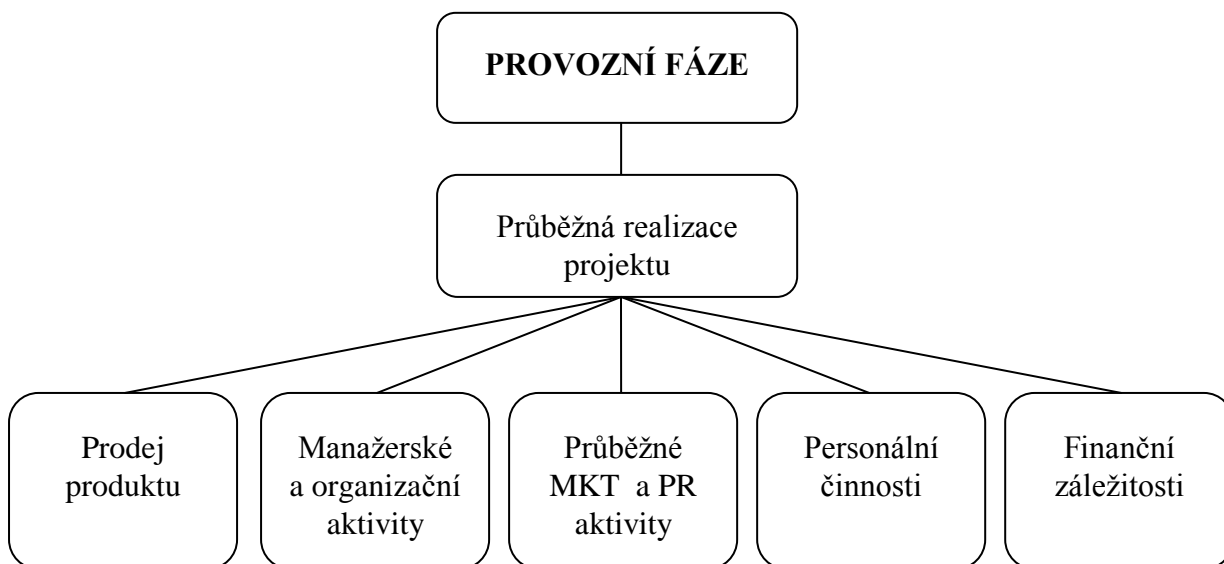 PROVOZNÍ FÁZE
Průběžná realizace
projektu
Prodej
produktu
Manažerské
a organizační
aktivity
Průběžné
MKT a PR
aktivity
Personální
činnosti
Finanční
záležitosti